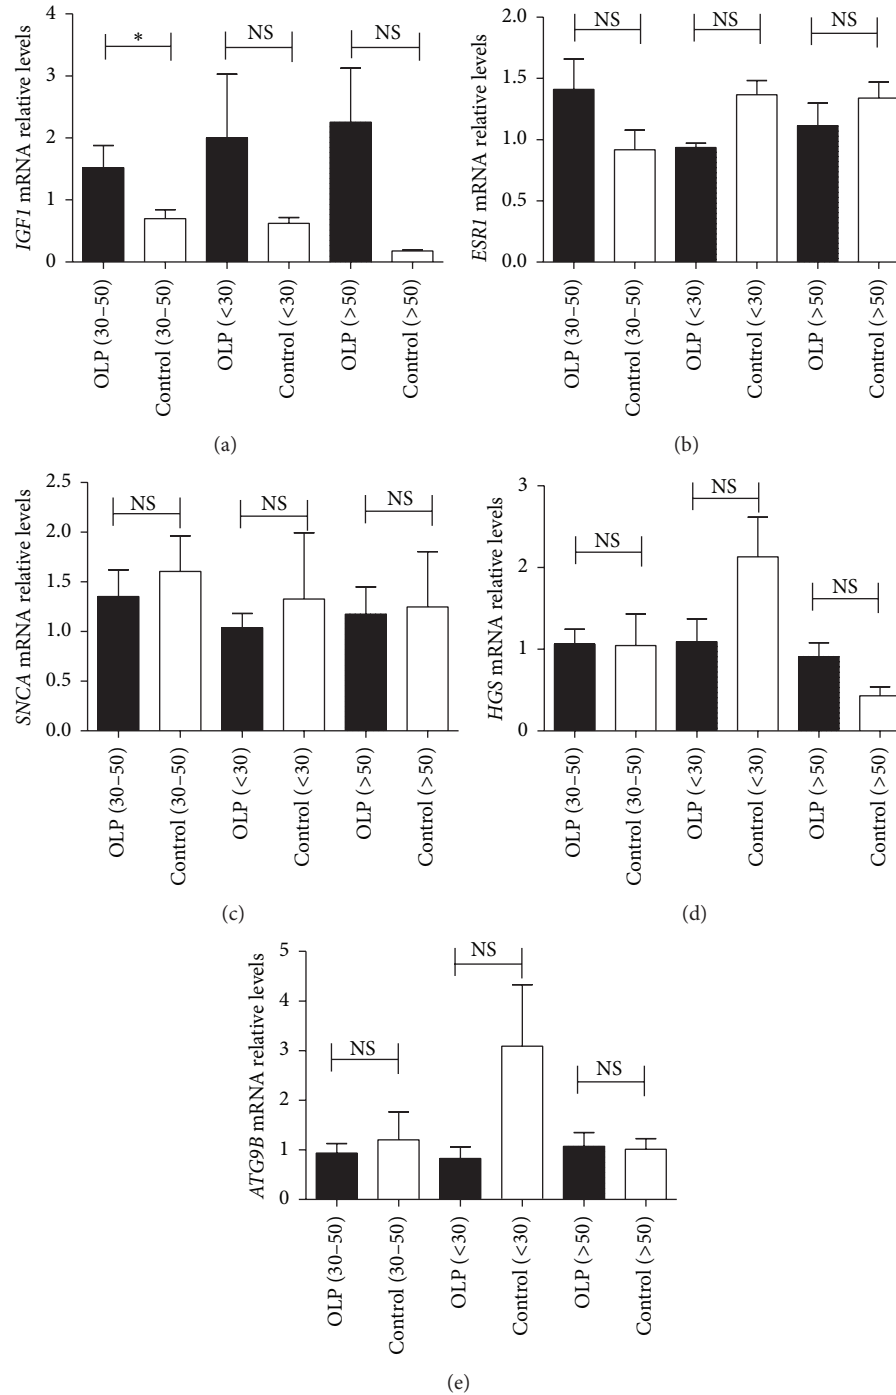 IGF1 mRNA relative levels
4
3
2
1
0
*
NS
NS
OLP (30–50)
Control (30–50)
OLP (<30)
Control (<30)
OLP (>50)
Control (>50)
(a)
ESR1 mRNA relative levels
2.0
1.5
1.0
0.5
0.0
NS
NS
NS
OLP (30–50)
Control (30–50)
OLP (<30)
Control (<30)
OLP (>50)
Control (>50)
(b)
SNCA mRNA relative levels
2.5
2.0
1.5
1.0
0.5
0.0
NS
NS
NS
OLP (30–50)
Control (30–50)
OLP (<30)
Control (<30)
OLP (>50)
Control (>50)
(c)
HGS mRNA relative levels
3
2
1
0
NS
NS
NS
OLP (30–50)
Control (30–50)
OLP (<30)
Control (<30)
OLP (>50)
Control (>50)
(d)
ATG9B mRNA relative levels
5
4
3
2
1
0
NS
NS
NS
OLP (30–50)
Control (30–50)
OLP (<30)
Control (<30)
OLP (>50)
Control (>50)
(e)